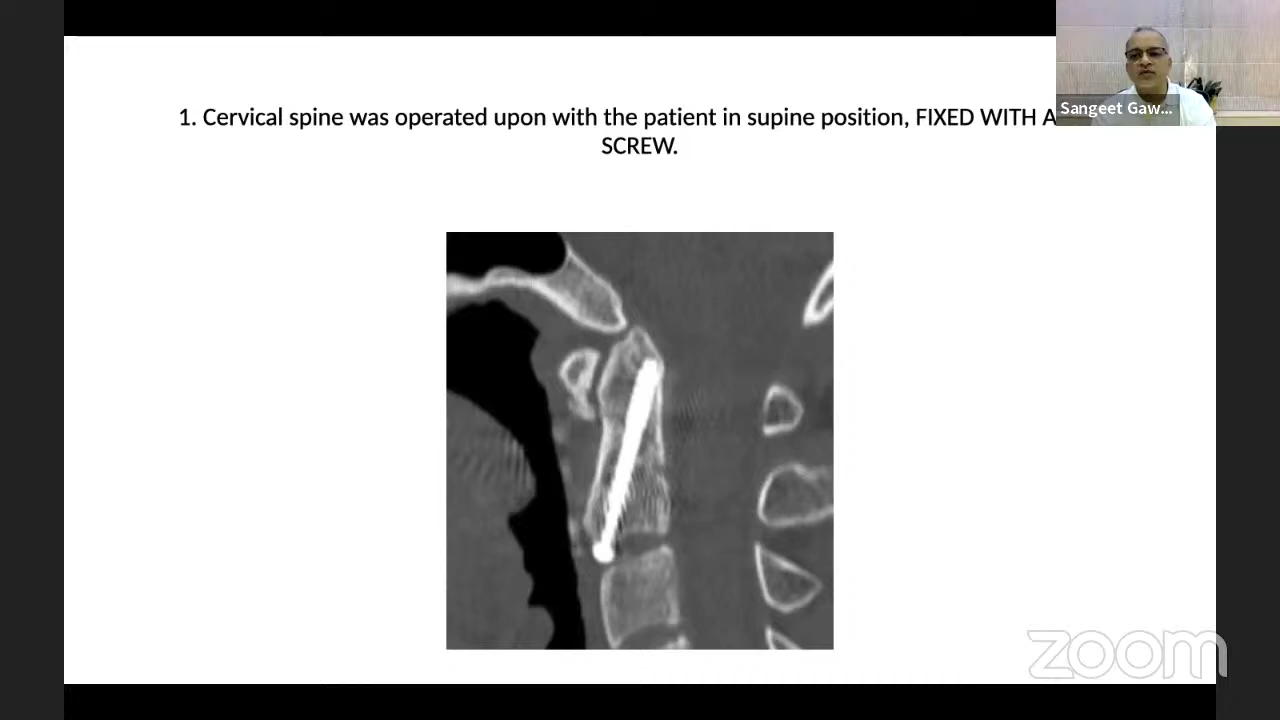 1. Cervical spine was operated upon with the patient in supine position, FIXED WITH A
SCREW.
Sangeet Gaw...
zoom